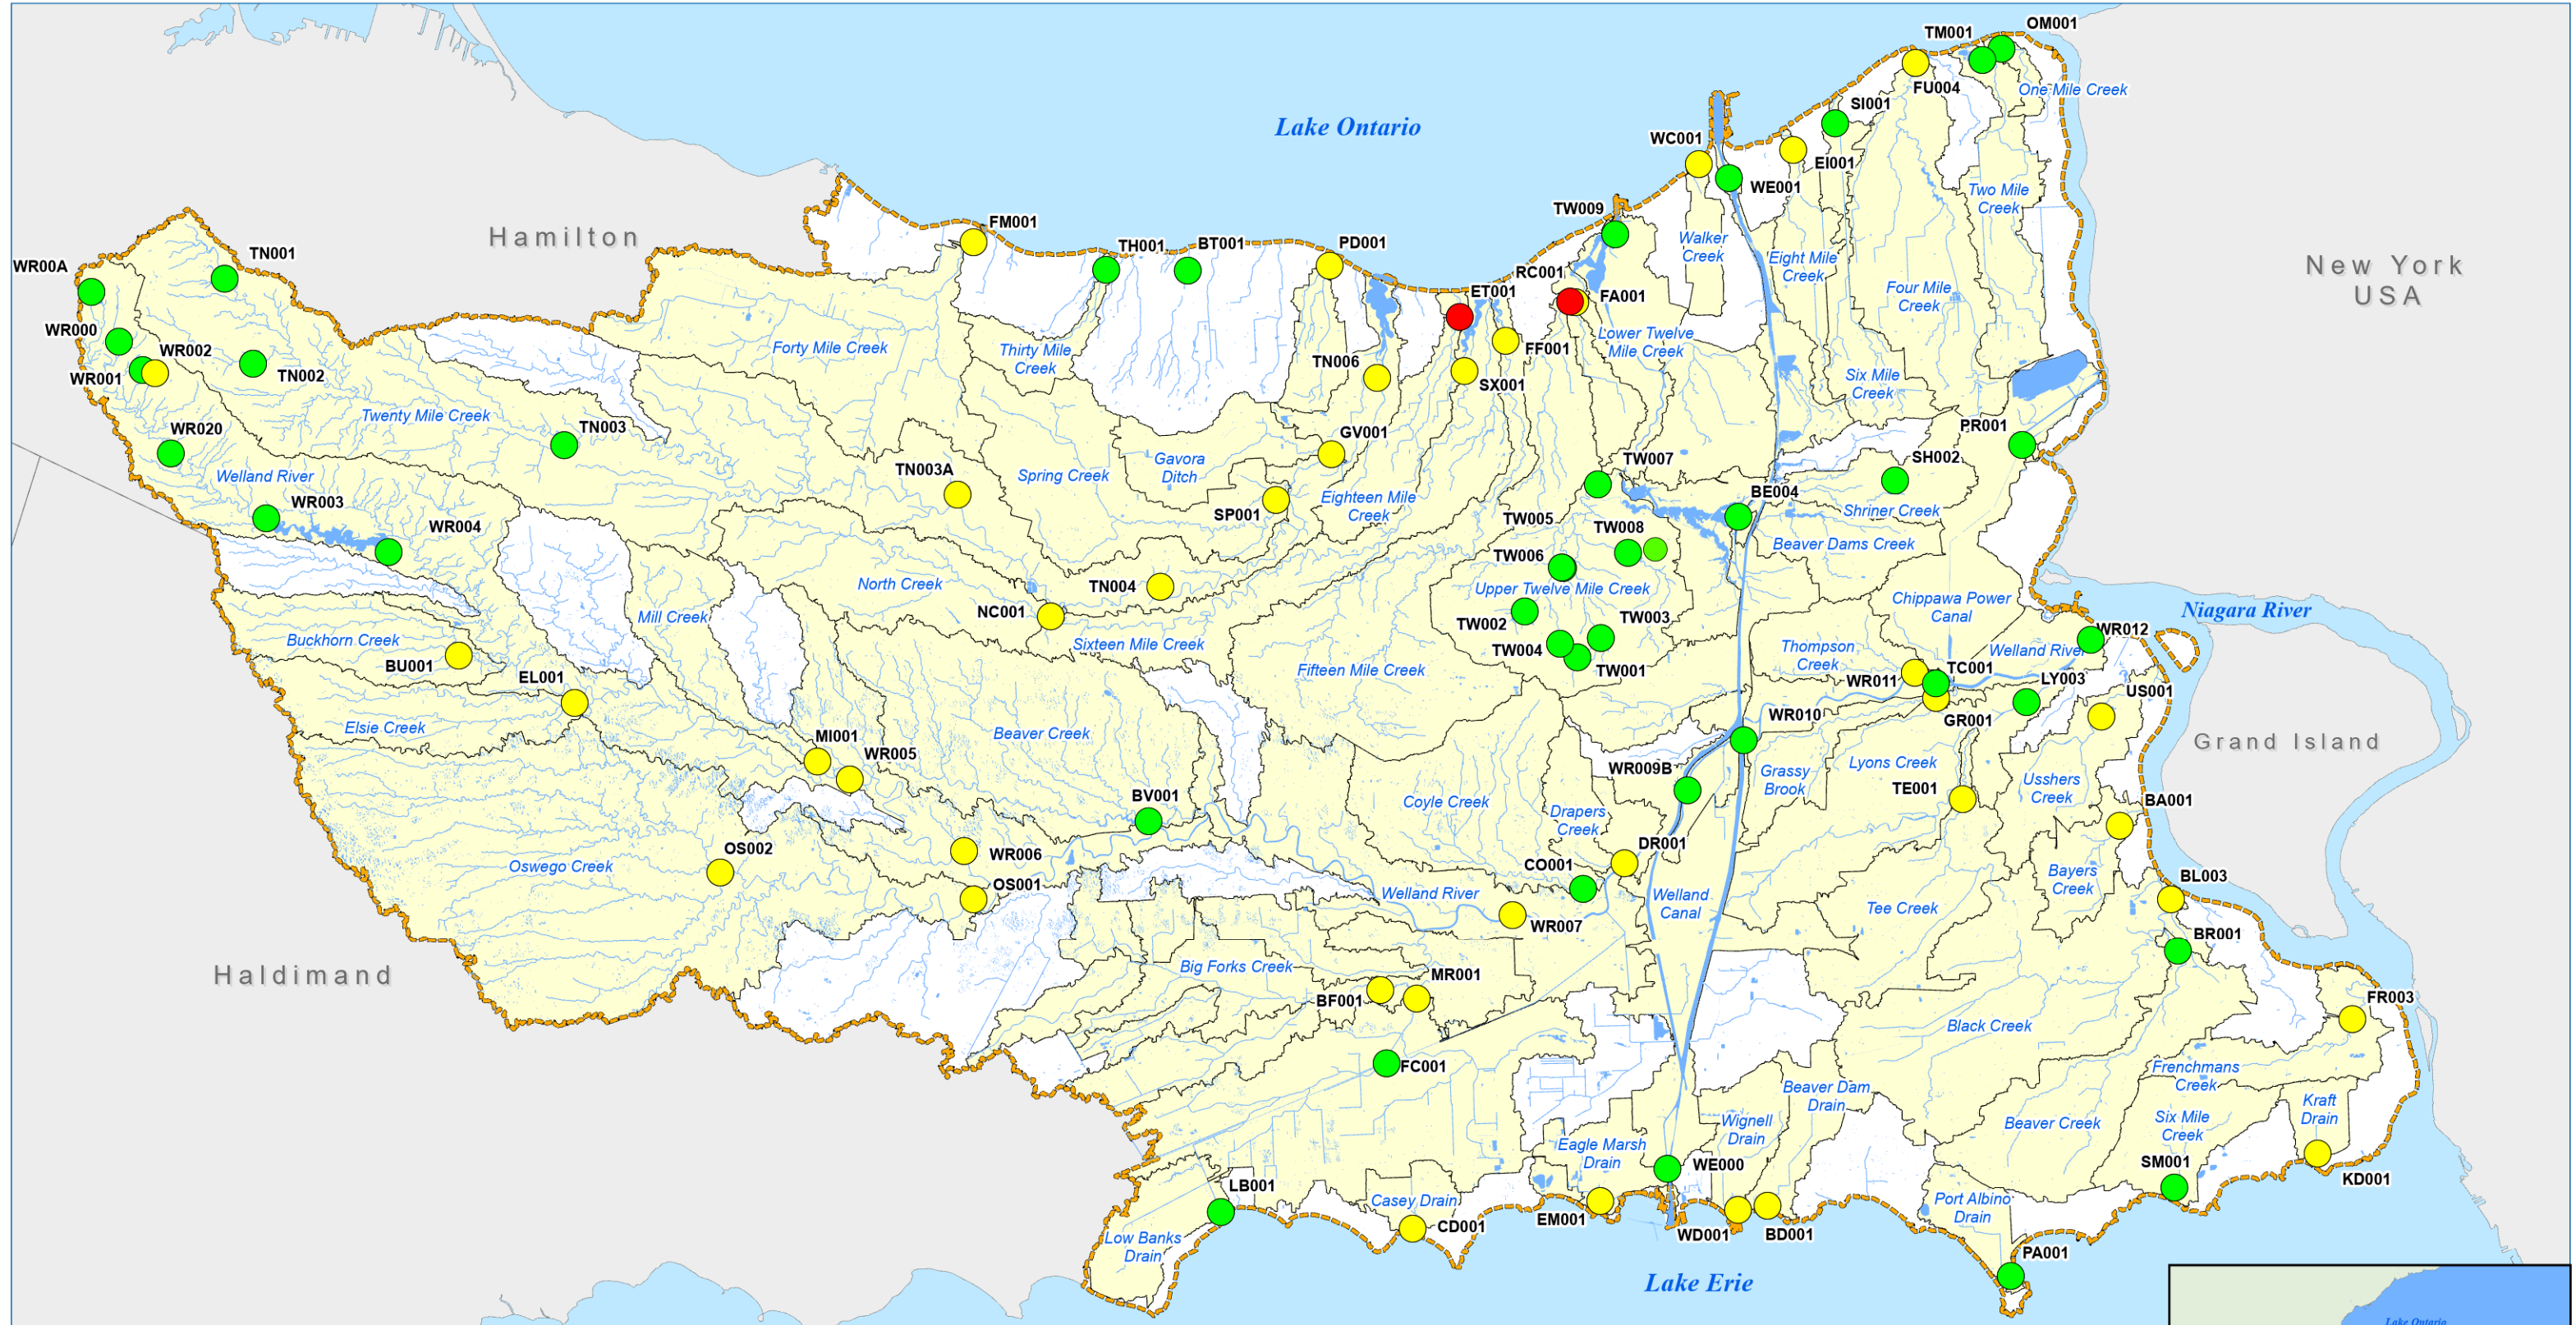 OM001
TM001
FU004
One Mile Creek
SI001
Lake Ontario
WC001
EI001
WE001
Two Mile
Creek
TW009
FM001
Hamilton
Walker
Creek
TH001
BT001
PD001
TN001
WR00A
Eight Mile
Creek
New York
USA
RC001
ET001
FA001
Four Mile
Creek
WR000
Lower Twelve
Mile Creek
FF001
Forty Mile Creek
Thirty Mile
Creek
WR002
WR001
TN002
TN006
SX001
Six Mile
Creek
Twenty Mile Creek
TN003
WR020
GV001
PR001
Gavora
Ditch
TW007
SH002
TN003A
Spring Creek
Welland River
WR003
Eighteen Mile
Creek
BE004
SP001
TW005
TW008
Shriner Creek
WR004
Beaver Dams Creek
TW006
North Creek
TN004
Upper Twelve Mile Creek
Chippawa Power
Canal
Niagara River
NC001
Mill Creek
TW002
TW003
WR012
Buckhorn Creek
Sixteen Mile Creek
TW004
Thompson
Creek
Welland River
BU001
Fifteen Mile Creek
TW001
TC001
EL001
WR011
LY003
US001
Elsie Creek
WR010
GR001
Beaver Creek
MI001
Grand Island
WR005
WR009B
Grassy
Brook
Lyons Creek
Usshers
Creek
TE001
BV001
Coyle Creek
Drapers
Creek
BA001
OS002
WR006
DR001
Oswego Creek
CO001
Bayers
Creek
OS001
Welland River
Welland
Canal
BL003
Tee Creek
WR007
BR001
Big Forks Creek
MR001
Haldimand
BF001
FR003
Black Creek
FC001
Frenchmans
Creek
Beaver Dam
Drain
Kraft
Drain
Wignell
Drain
Beaver Creek
Six Mile
Creek
Eagle Marsh
Drain
WE000
SM001
KD001
LB001
Casey Drain
Port Albino
Drain
EM001
CD001
WD001
BD001
Low Banks
Drain
PA001
Lake Erie
Lake Ontario